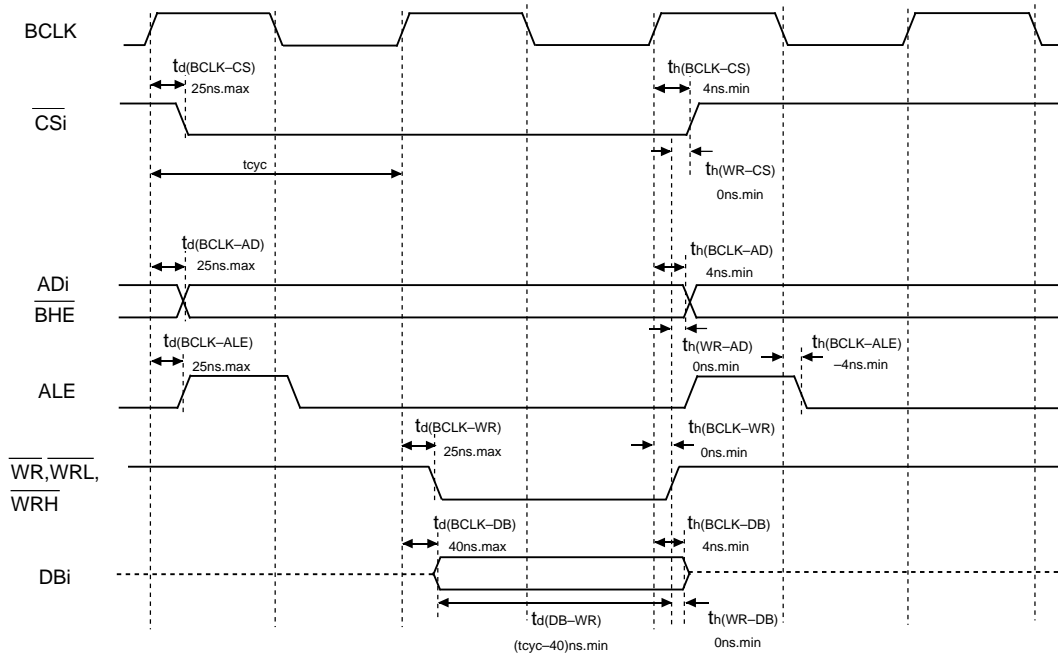 BCLK
td(BCLK–CS)
25ns.max
th(BCLK–CS)
4ns.min
CSi
tcyc
th(WR–CS)
0ns.min
td(BCLK–AD)
25ns.max
th(BCLK–AD)
4ns.min
ADi
BHE
td(BCLK–ALE)
25ns.max
th(WR–AD)
0ns.min
th(BCLK–ALE)
–4ns.min
ALE
td(BCLK–WR)
25ns.max
th(BCLK–WR)
0ns.min
WR,WRL,
WRH
td(BCLK–DB)
40ns.max
th(BCLK–DB)
4ns.min
DBi
td(DB–WR)
(tcyc–40)ns.min
th(WR–DB)
0ns.min